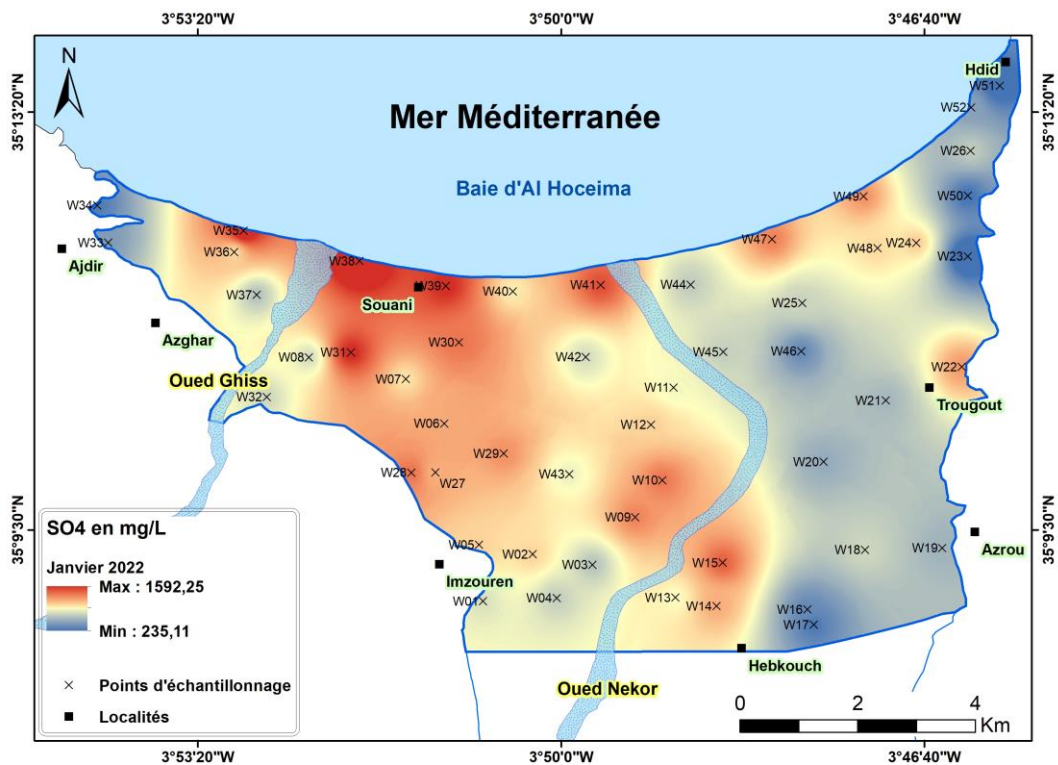 3°53'20"W
3°50'0"W
3°46'40"W
N
Hdid
W51
35°13'20"N
35°13'20"N
W52
Mer Méditerranée
W26
Baie d'Al Hoceima
W34
W50
W49
W35
W33
W47
W24
W48
W36
Ajdir
W23
W38
W39
W41
W44
W40
W37
Souani
W25
Azghar
W31
W30
W08
W42
W45
W46
W22
Oued Ghiss
W07
W11
Trougout
W32
W21
W06
W12
W29
W20
W28
W27
W43
W10
35°9'30"N
35°9'30"N
W09
SO4 en mg/L
Azrou
W05
W02
W18
W19
Janvier 2022
Imzouren
W03
W15
Max : 1592,25
W01
W04
W13
W14
W16
Min : 235,11
W17
Hebkouch
Points d'échantillonnage
Oued Nekor
Localités
0 2 4
Km
3°53'20"W
3°50'0"W
3°46'40"W